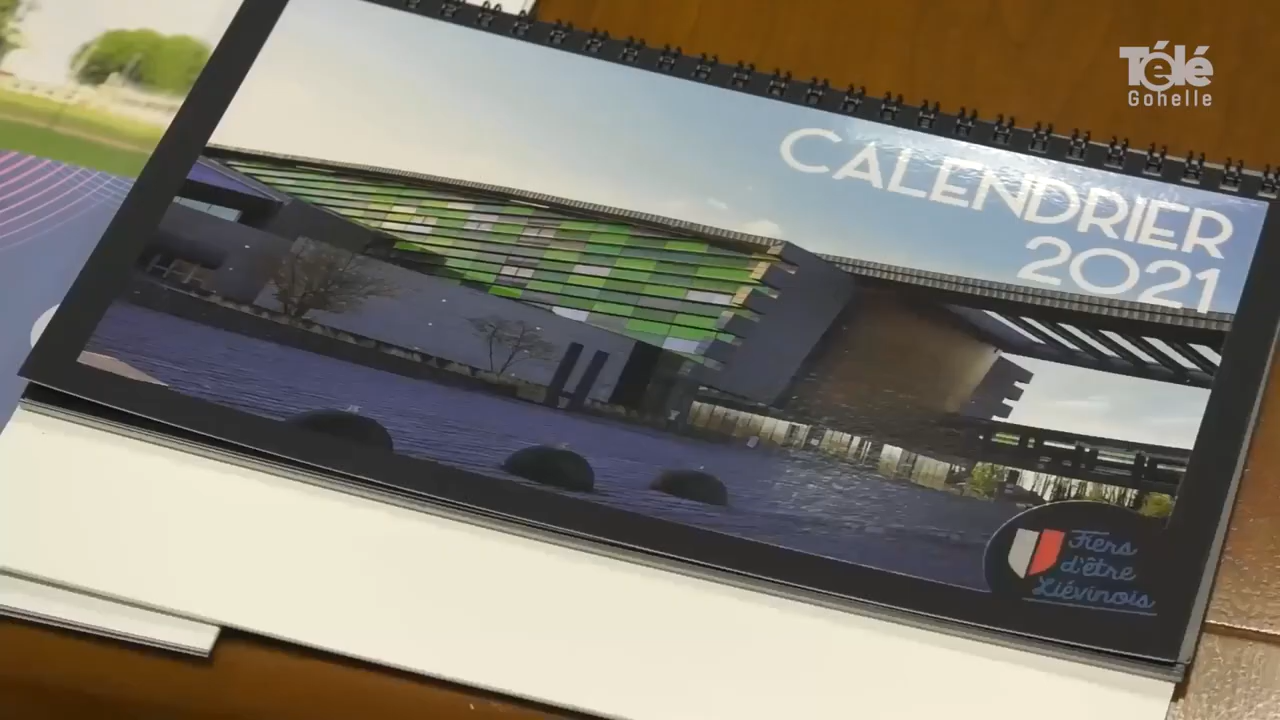 Télé
Gohelle
CALENDRIER
2021
Fiers
d'être
Liévinois